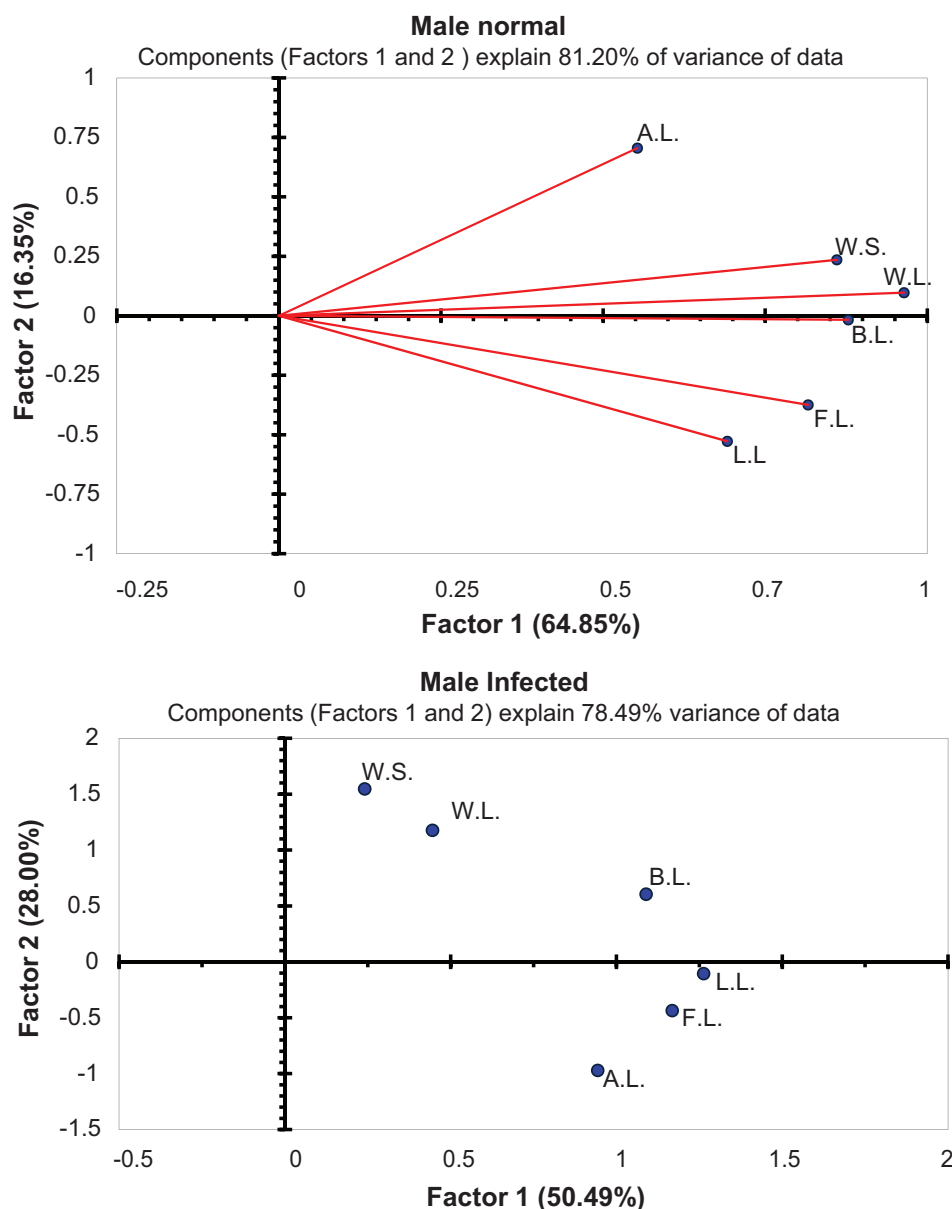 Male normal
Components (Factors 1 and 2 ) explain 81.20% of variance of data
1
0.75
0.5
0.25
0
-0.25
-0.5
-0.75
-1
Factor 2 (16.35%)
A.L.
W.S.
W.L.
B.L.
F.L.
L.L
-0.25 0 0.25 0.5 0.7 1
Factor 1 (64.85%)
Male Infected
Components (Factors 1 and 2) explain 78.49% variance of data
2
1.5
1
0.5
0
-0.5
-1
-1.5
Factor 2 (28.00%)
W.S.
W.L.
B.L.
L.L.
F.L.
A.L.
-0.5 0 0.5 1 1.5 2
Factor 1 (50.49%)